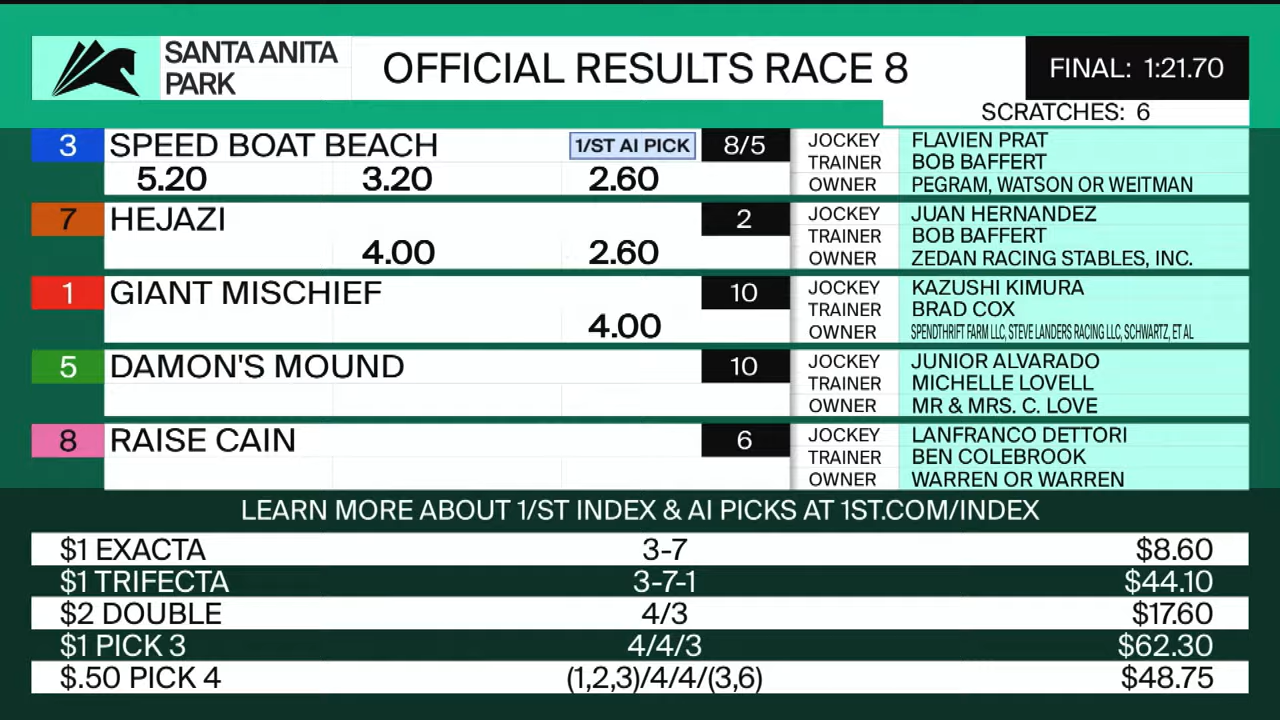 SANTA ANITA
PARK
OFFICIAL RESULTS RACE 8
FINAL: 1:21.70
SCRATCHES: 6
3 SPEED BOAT BEACH 1/ST AI PICK 8/5
5.20 3.20 2.60
JOCKEY FLAVIEN PRAT
TRAINER BOB BAFFERT
OWNER PEGRAM, WATSON OR WEITMAN
7 HEJAZI 2
4.00 2.60
JOCKEY JUAN HERNANDEZ
TRAINER BOB BAFFERT
OWNER ZEDAN RACING STABLES, INC.
1 GIANT MISCHIEF 10
4.00
JOCKEY KAZUSHI KIMURA
TRAINER BRAD COX
OWNER SPENDTHRIFT FARM LLC, STEVE LANDERS RACING LLC, SCHWARTZ, ET AL
5 DAMON'S MOUND 10
JOCKEY JUNIOR ALVARADO
TRAINER MICHELLE LOVELL
OWNER MR & MRS. C. LOVE
8 RAISE CAIN 6
JOCKEY LANFRANCO DETTORI
TRAINER BEN COLEBROOK
OWNER WARREN OR WARREN
LEARN MORE ABOUT 1/ST INDEX & AI PICKS AT 1ST.COM/INDEX
$1 EXACTA 3-7 $8.60
$1 TRIFECTA 3-7-1 $44.10
$2 DOUBLE 4/3 $17.60
$1 PICK 3 4/4/3 $62.30
$.50 PICK 4 (1,2,3)/4/4/(3,6) $48.75